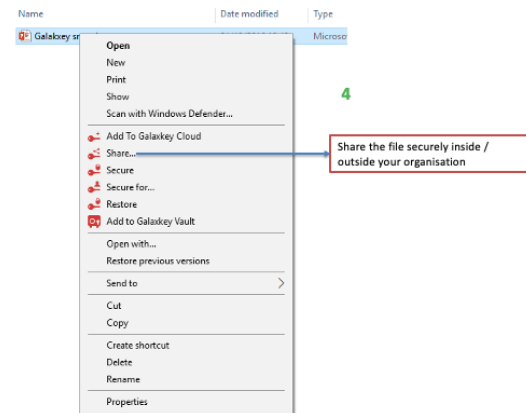 Name Date modified Type
Galaxkey Microso
Open
New
Print
Show
Scan with Windows Defender...
4
Add To Galaxkey Cloud
Share...
Share the file securely inside /
outside your organisation
Secure
Secure for...
Restore
Add to Galaxkey Vault
Open with...
Restore previous versions
Send to
Cut
Copy
Create shortcut
Delete
Rename
Properties